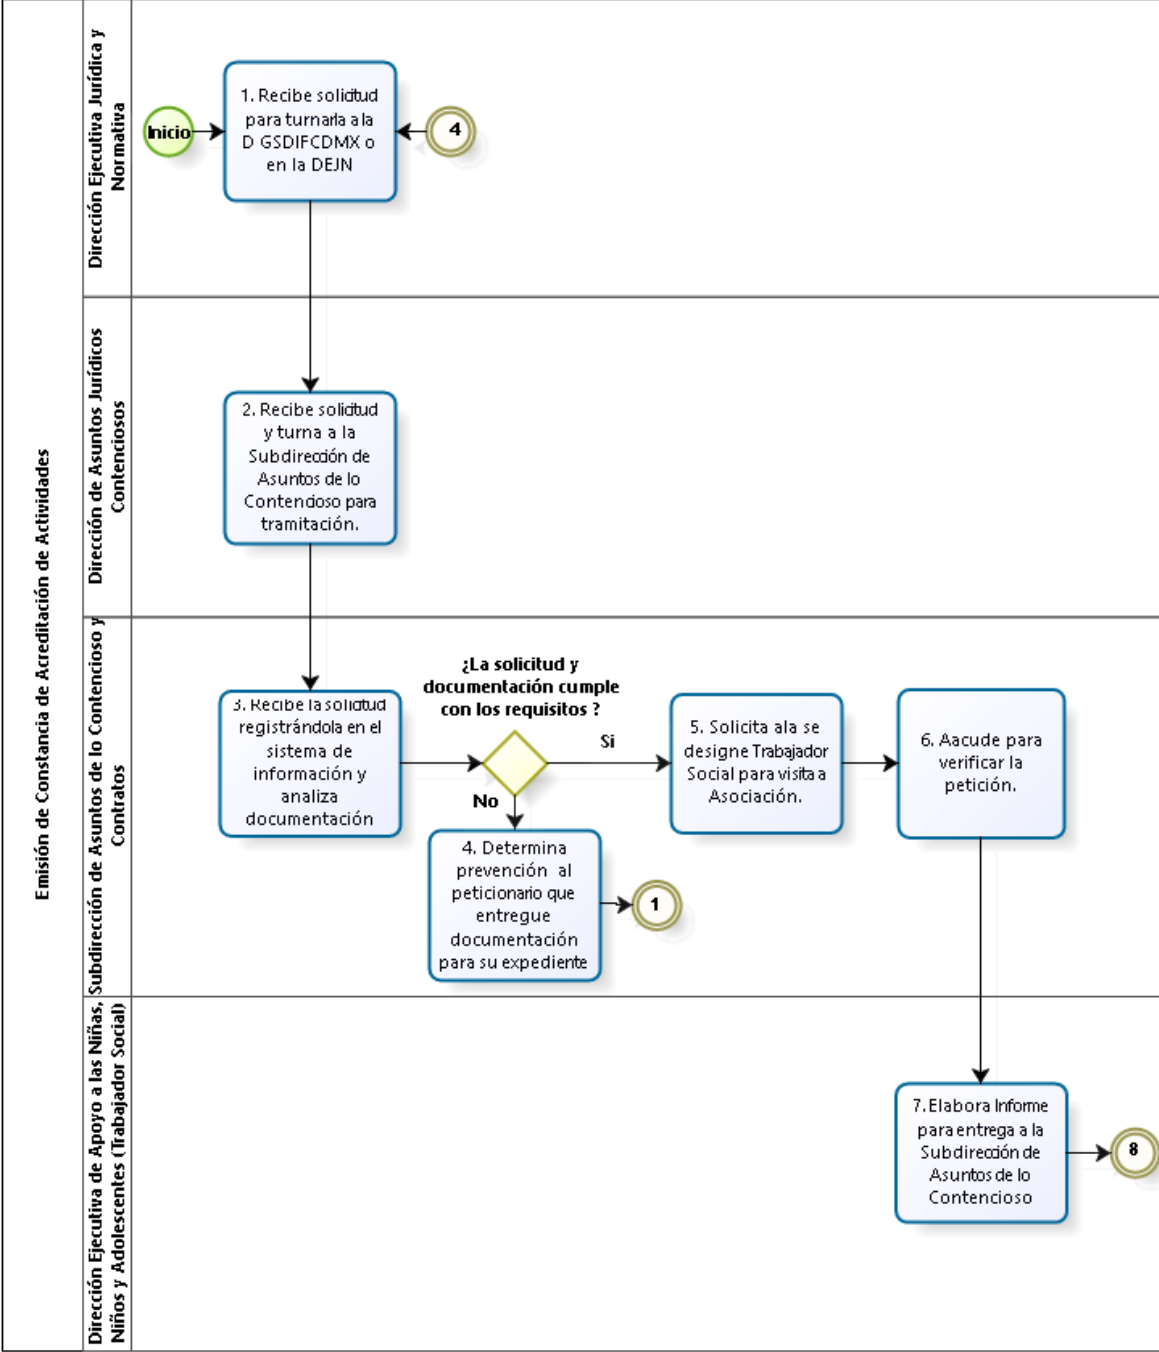 Emisión de Constancia de Acreditación de Actividades
Dirección Ejecutiva Jurídica y
Normativa
Inicio
1. Recibe solicitud
para turnarla a la
D GSDIFCDMX o
en la DEJN
4
Dirección de Asuntos Jurídicos
Contenciosos
2. Recibe solicitud
y turna a la
Subdirección de
Asuntos de lo
Contencioso para
tramitación.
Subdirección de Asuntos de lo Contencioso y
Contratos
3. Recibe la solicitud
registrándola en el
sistema de
información y
analiza
documentación
¿La solicitud y
documentación cumple
con los requisitos ?
Si
No
4. Determina
prevención al
peticionario que
entregue
documentación
para su expediente
1
5. Solicita ala se
designe Trabajador
Social para visita a
Asociación.
6. Aacude para
verificar la
petición.
Dirección Ejecutiva de Apoyo a las Niñas,
Niños y Adolescentes (Trabajador Social)
7. Elabora Informe
para entrega a la
Subdirección de
Asuntos de lo
Contencioso
8